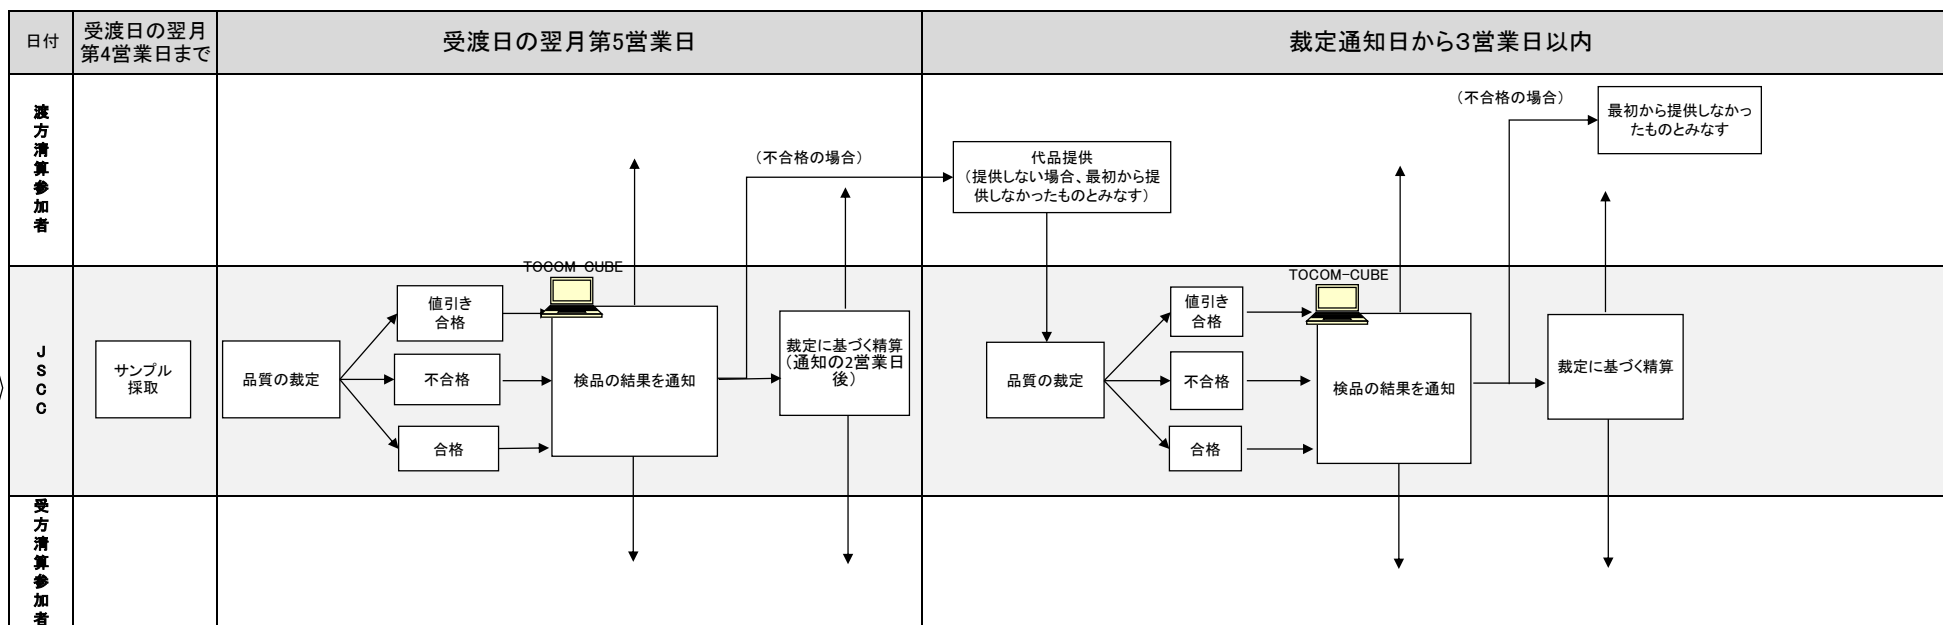 日付
受渡日の翌月
第4営業日まで
受渡日の翌月第5営業日
裁定通知日から3営業日以内
渡方清算参加者
(不合格の場合)
代品提供
(提供しない場合、最初から提
供しなかったものとみなす)
(不合格の場合)
最初から提供しなかっ
たものとみなす
JSCC
サンプル
採取
品質の裁定
値引き
合格
不合格
合格
TOCOM-CUBE
検品の結果を通知
裁定に基づく精算
(通知の2営業日
後)
品質の裁定
値引き
合格
不合格
合格
TOCOM-CUBE
検品の結果を通知
裁定に基づく精算
受方清算参加者